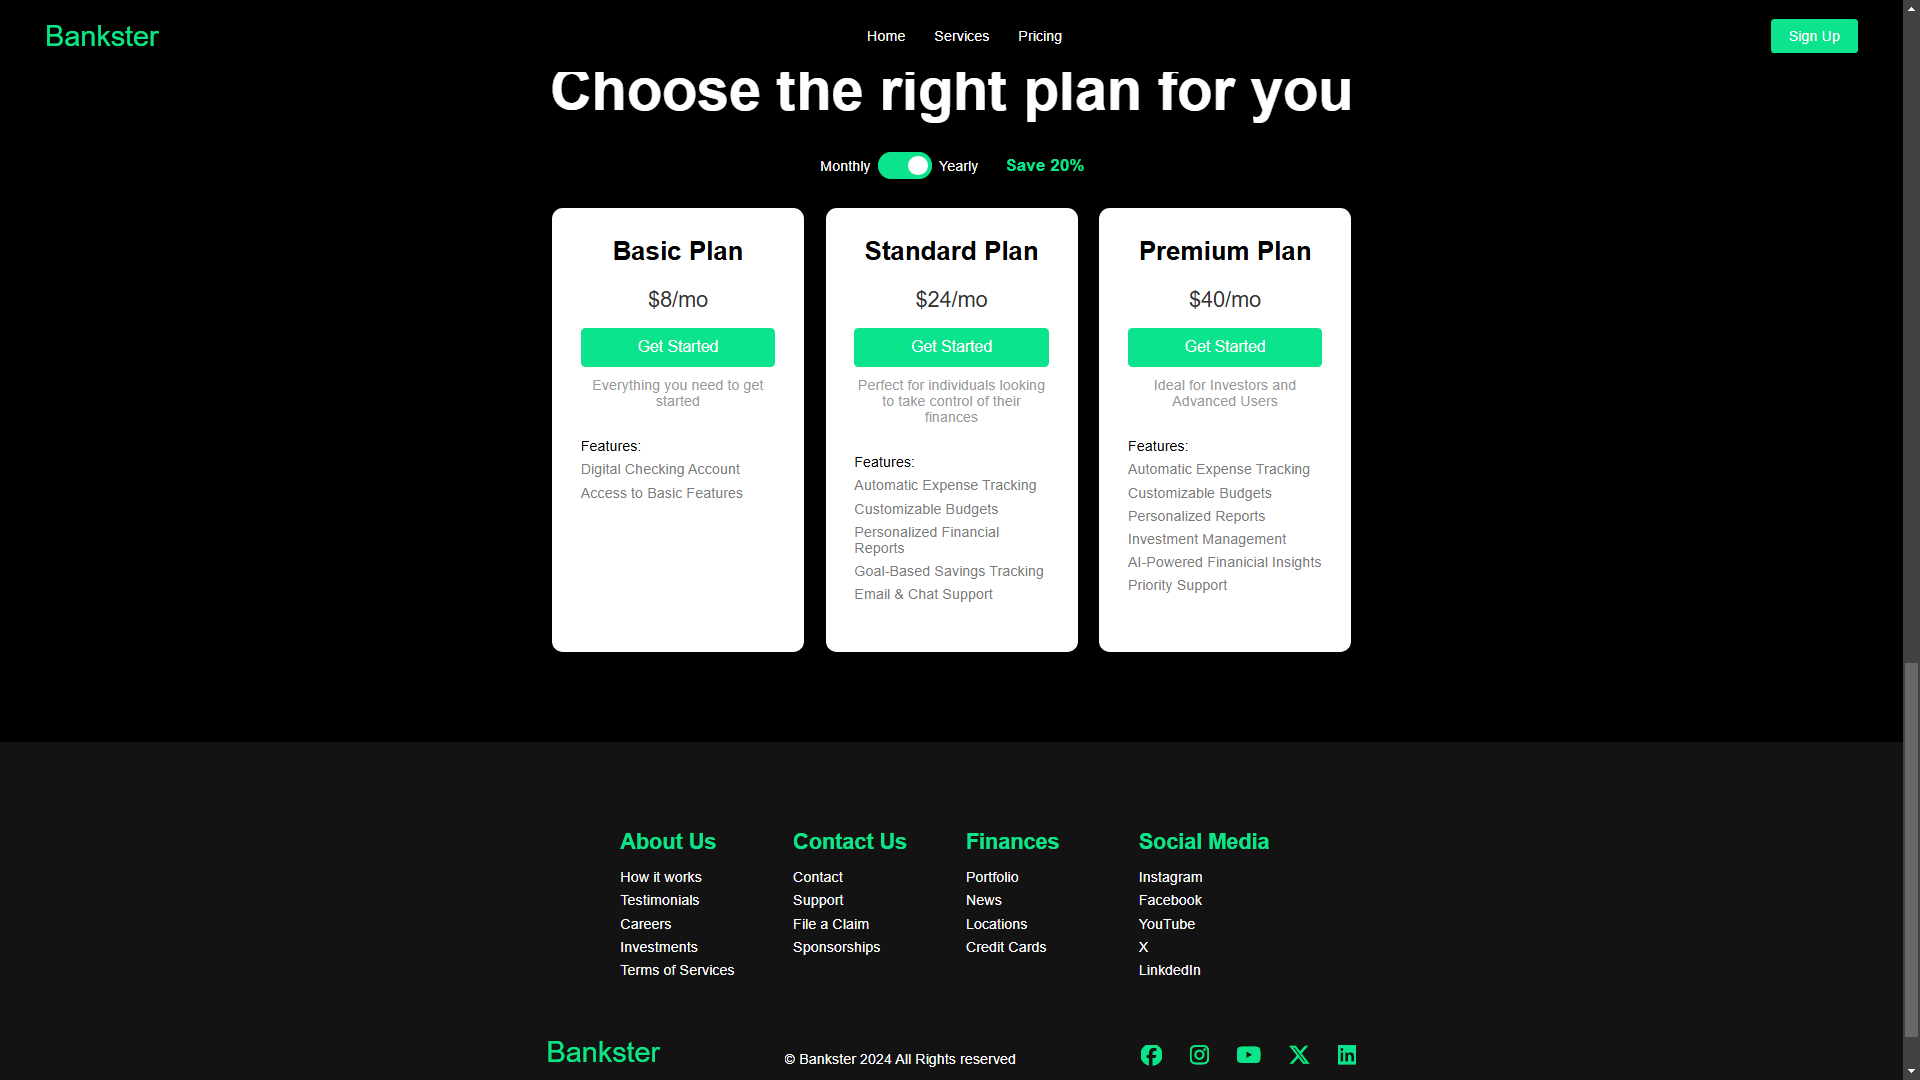 Bankster
Home Services Pricing
Sign Up
Choose the right plan for you
Monthly Yearly Save 20%
Basic Plan
$8/mo
Get Started
Everything you need to get
started
Features:
Digital Checking Account
Access to Basic Features
Standard Plan
$24/mo
Get Started
Perfect for individuals looking
to take control of their
finances
Features:
Automatic Expense Tracking
Customizable Budgets
Personalized Financial
Reports
Goal-Based Savings Tracking
Email & Chat Support
Premium Plan
$40/mo
Get Started
Ideal for Investors and
Advanced Users
Features:
Automatic Expense Tracking
Customizable Budgets
Personalized Reports
Investment Management
AI-Powered Finanicial Insights
Priority Support
About Us
How it works
Testimonials
Careers
Investments
Terms of Services
Contact Us
Contact
Support
File a Claim
Sponsorships
Finances
Portfolio
News
Locations
Credit Cards
Social Media
Instagram
Facebook
YouTube
X
LinkdedIn
Bankster
© Bankster 2024 All Rights reserved